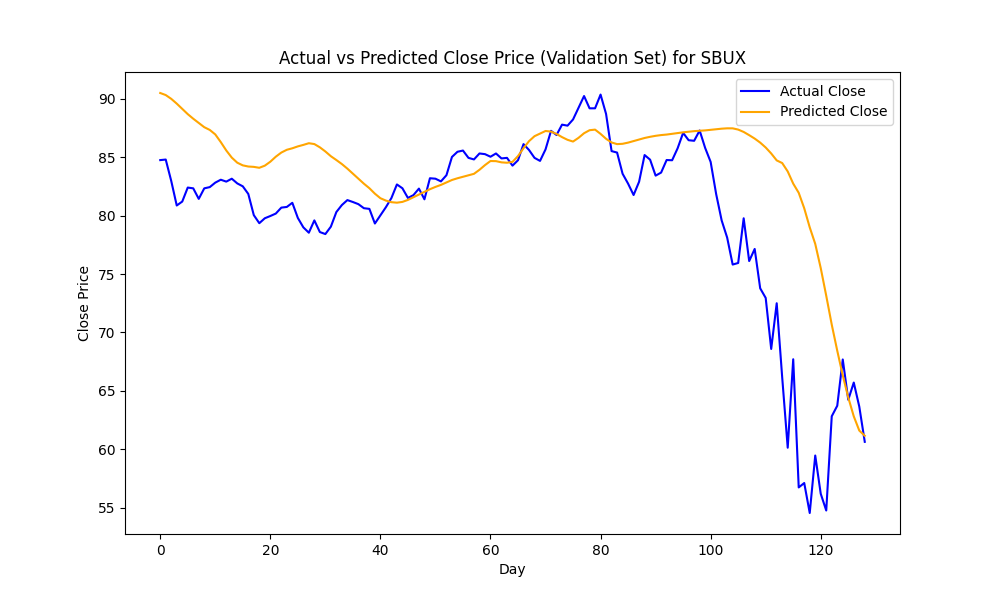 Actual vs Predicted Close Price (Validation Set) for SBUX
Actual Close
Predicted Close
Close Price
90
85
80
75
70
65
60
55
0 20 40 60 80 100 120
Day